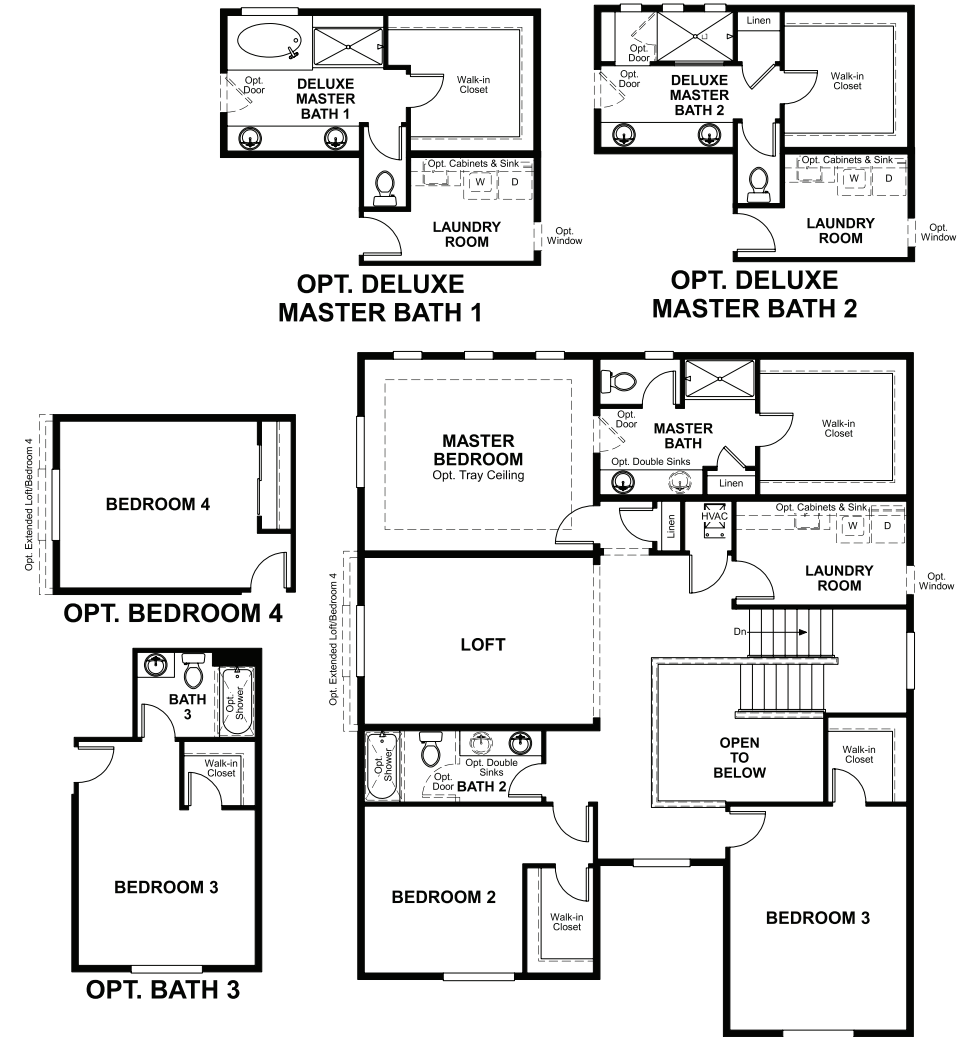 Opt.
Door
DELUXE
MASTER
BATH 1
Walk-in
Closet
Opt. Cabinets & Sink
W
D
LAUNDRY
ROOM
Opt.
Window
OPT. DELUXE
MASTER BATH 1
Linen
Opt.
Door
Opt.
Door
DELUXE
MASTER
BATH 2
Walk-in
Closet
Opt. Cabinets & Sink
W
D
LAUNDRY
ROOM
Opt.
Window
OPT. DELUXE
MASTER BATH 2
Opt. Extended Loft/Bedroom 4
BEDROOM 4
OPT. BEDROOM 4
BATH
3
Opt.
Shower
Walk-in
Closet
BEDROOM 3
OPT. BATH 3
MASTER
BEDROOM
Opt. Tray Ceiling
Opt.
Door
MASTER
BATH
Opt. Double Sinks
Linen
Walk-in
Closet
Linen
HVAC
Opt. Cabinets & Sink
W
D
LAUNDRY
ROOM
Opt.
Window
Opt. Extended Loft/Bedroom 4
LOFT
Dn
OPEN
TO
BELOW
Walk-in
Closet
Opt.
Shower
Opt.
Door
Opt. Double
Sinks
BATH 2
BEDROOM 2
Walk-in
Closet
BEDROOM 3